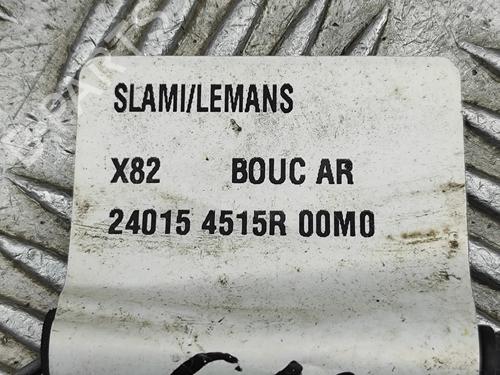 SLAMI/LEMANS
X82 BOUC AR
24015 4515R 00M0